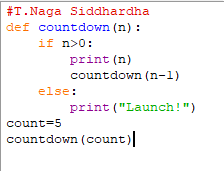 #T.Naga Siddhardha
def countdown(n):
    if n>0:
        print(n)
        countdown(n-1)
    else:
        print("Launch!")
count=5
countdown(count)